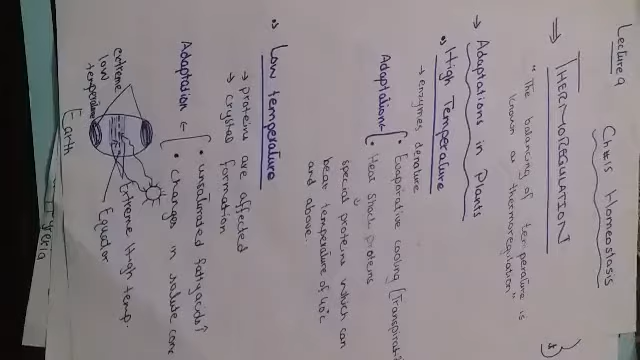 Lecture 9
Ch#15 Homeostasis
⇒ THERMOREGULATION
"The balancing of temperature is
known as thermoregulation"
→ Adaptations in Plants
High Temperature
→ enzymes denature
Adaptation • Evaporative cooling (Transpirati
• Heat Shock proteins
special proteins which can
bear temperature of 40°C
and above.
Low temperature
→ proteins are affected
→ crystal formation
Adaptation • unsaturated fatty acids↑
• changes in solute conc
extreme
low
temperature
Extreme High temp.
Equator
Earth